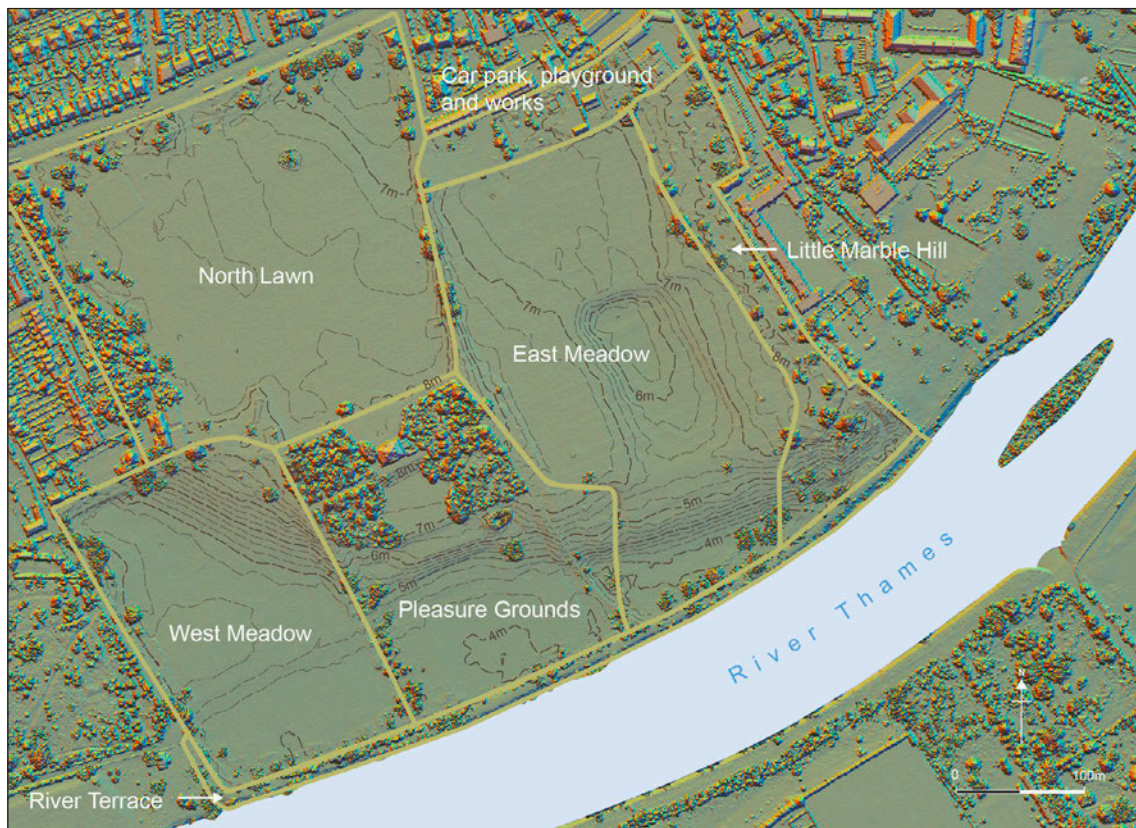 Car park, playground
and works
7m
North Lawn
Little Marble Hill
7m
East Meadow
8m
6m
8m
8m
7m
5m
6m
4m
5m
Pleasure Grounds
West Meadow
4m
River Thames
N
0 100m
River Terrace